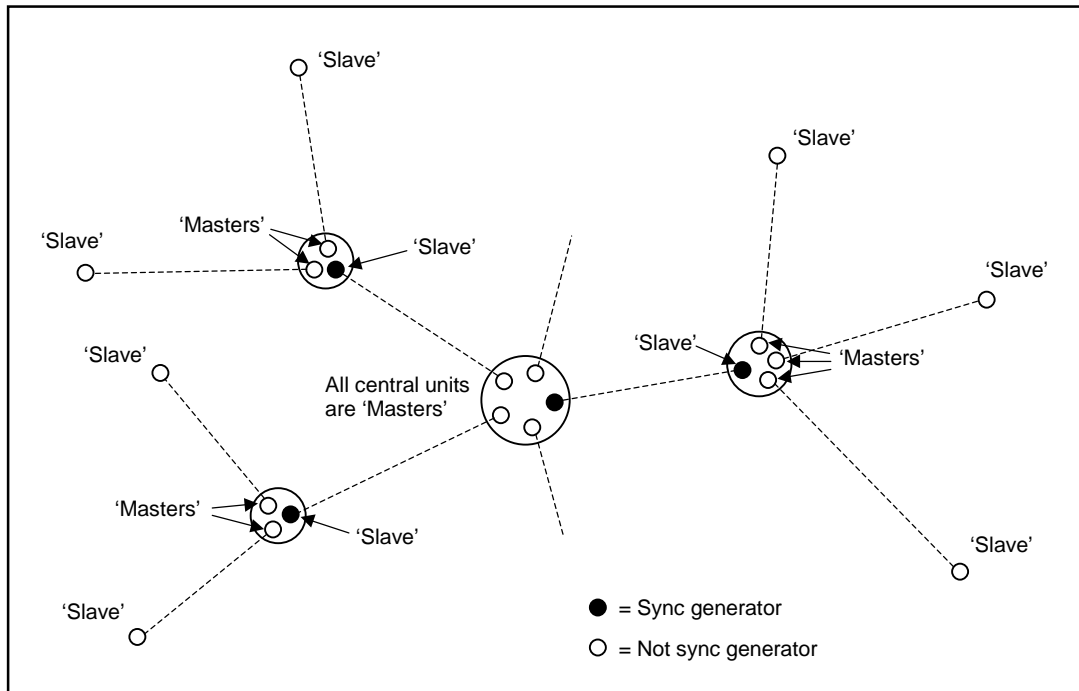 ‘Slave’
‘Slave’
‘Masters’
‘Slave’
‘Slave’
‘Slave’
‘Slave’
‘Slave’
‘Masters’
All central units
are ‘Masters’
‘Masters’
‘Slave’
‘Slave’
‘Slave’
= Sync generator
= Not sync generator